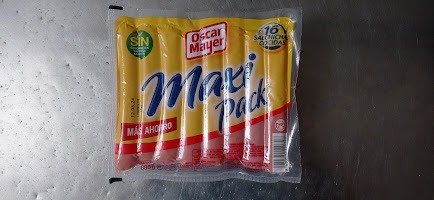 SIN
Oscar
Mayer
16
SALCHICHAS
COCIDAS
Maxi
Pack
MÁS AHORRO